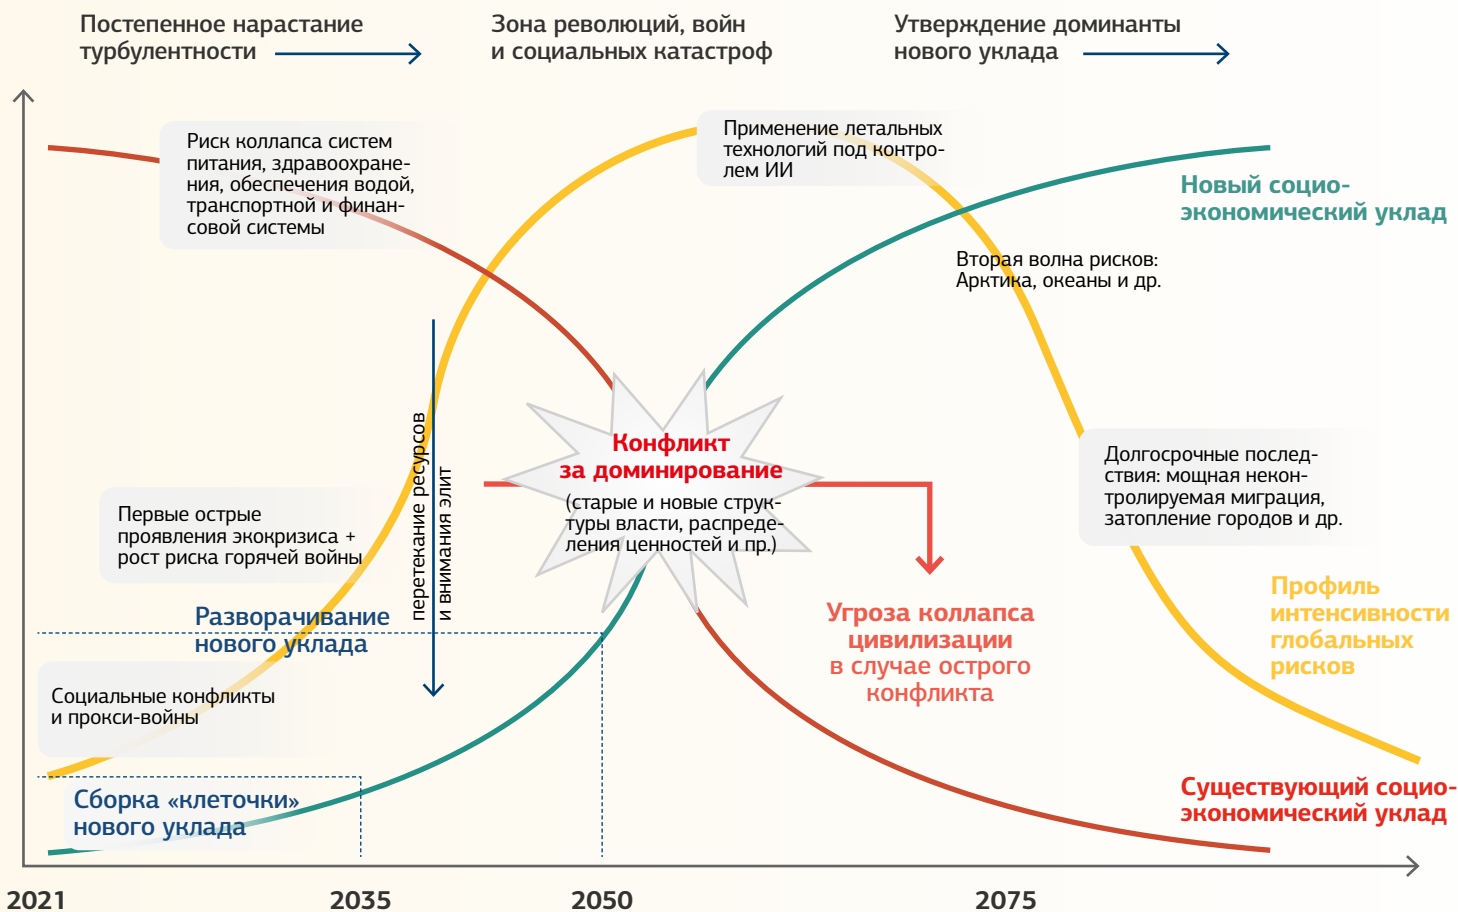 Постепенное нарастание
турбулентности
Зона революций, войн
и социальных катастроф
Утверждение доминанты
нового уклада
Риск коллапса систем
питания, здравоохране-
ния, обеспечения водой,
транспортной и финан-
совой системы
Применение летальных
технологий под контро-
лем ИИ
Новый социо-
экономический уклад
Вторая волна рисков:
Арктика, океаны и др.
перетекание ресурсов
и внимания элит
Конфликт
за доминирование
(старые и новые струк-
туры власти, распреде-
ления ценностей и пр.)
Долгосрочные послед-
ствия: мощная некон-
тролируемая миграция,
затопление городов и др.
Первые острые
проявления экокризиса +
рост риска горячей войны
Разворачивание
нового уклада
Угроза коллапса
цивилизации
в случае острого
конфликта
Профиль
интенсивности
глобальных
рисков
Социальные конфликты
и прокси-войны
Сборка «клеточки»
нового уклада
Существующий социо-
экономический уклад
2021
2035
2050
2075